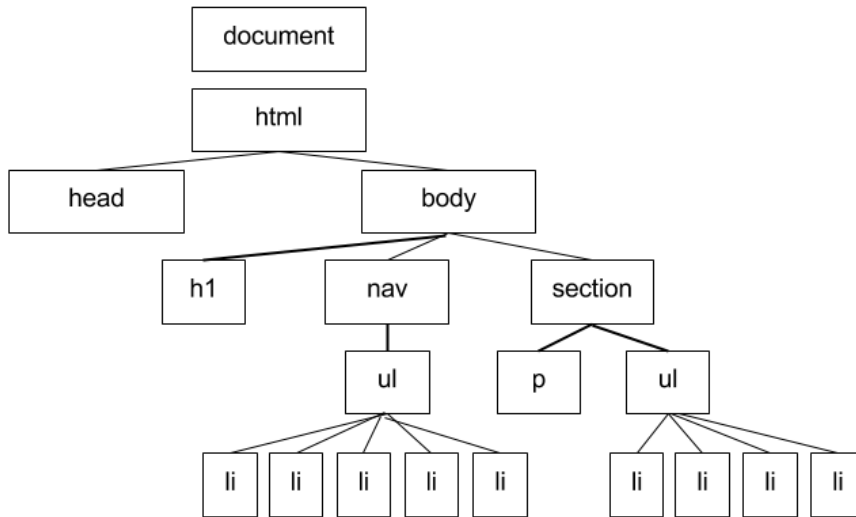 document
html
head body
h1 nav section
ul p ul
li li li li li li li li li